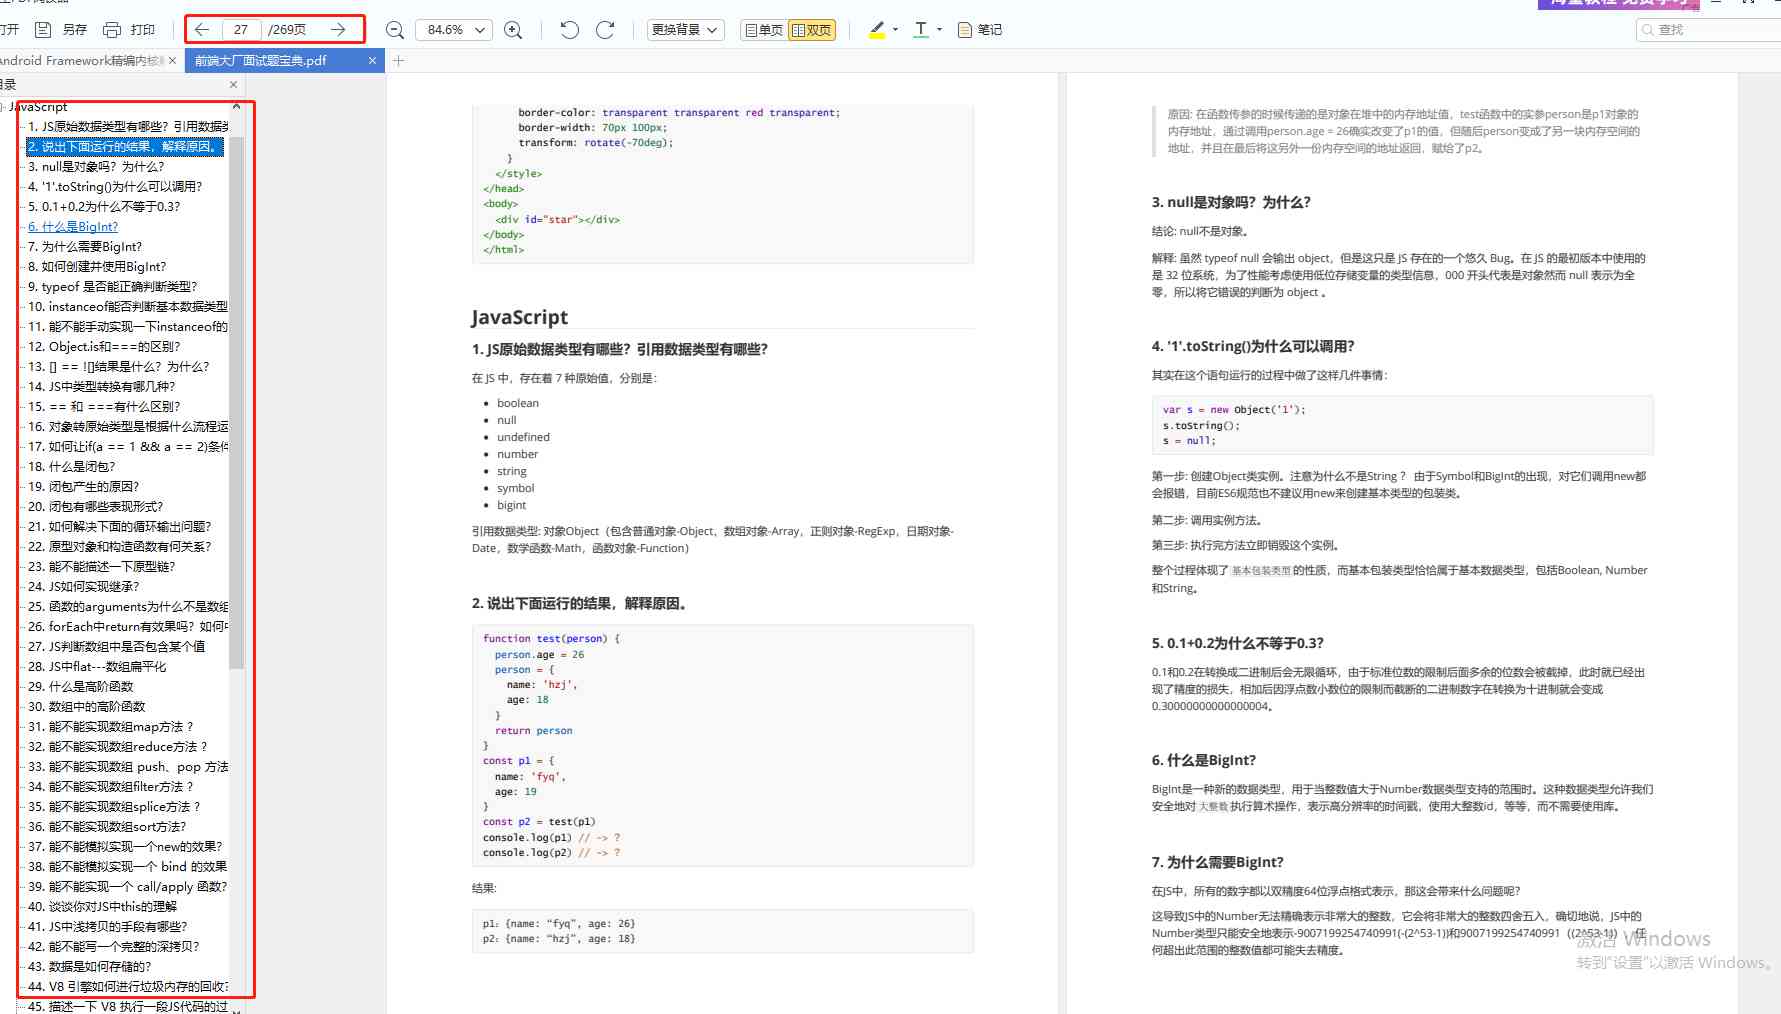 海量教程 免费学习
打开 另存 打印 27 /269页 84.6% 更换背景 单页 双页 T 笔记 查找
Android Framework精编内核 × 前端大厂面试题宝典.pdf × +
目录 ×
JavaScript
1. JS原始数据类型有哪些？引用数据类
2. 说出下面运行的结果，解释原因。
3. null是对象吗？为什么？
4. '1'.toString()为什么可以调用？
5. 0.1+0.2为什么不等于0.3？
6. 什么是BigInt?
7. 为什么需要BigInt?
8. 如何创建并使用BigInt？
9. typeof 是否能正确判断类型？
10. instanceof能否判断基本数据类型
11. 能不能手动实现一下instanceof的
12. Object.is和===的区别？
13. [] == ![]结果是什么？为什么？
14. JS中类型转换有哪几种？
15. == 和 ===有什么区别？
16. 对象转原始类型是根据什么流程运
17. 如何让if(a == 1 && a == 2)条件
18. 什么是闭包？
19. 闭包产生的原因?
20. 闭包有哪些表现形式?
21. 如何解决下面的循环输出问题？
22. 原型对象和构造函数有何关系？
23. 能不能描述一下原型链？
24. JS如何实现继承？
25. 函数的arguments为什么不是数组
26. forEach中return有效果吗？如何中
27. JS判断数组中是否包含某个值
28. JS中flat---数组扁平化
29. 什么是高阶函数
30. 数组中的高阶函数
31. 能不能实现数组map方法 ?
32. 能不能实现数组reduce方法 ?
33. 能不能实现数组 push、pop 方法
34. 能不能实现数组filter方法 ?
35. 能不能实现数组splice方法 ?
36. 能不能实现数组sort方法？
37. 能不能模拟实现一个new的效果？
38. 能不能模拟实现一个 bind 的效果
39. 能不能实现一个 call/apply 函数？
40. 谈谈你对JS中this的理解
41. JS中浅拷贝的手段有哪些?
42. 能不能写一个完整的深拷贝？
43. 数据是如何存储的？
44. V8 引擎如何进行垃圾内存的回收？
45. 描述一下 V8 执行一段JS代码的过
border-color: transparent transparent red transparent;
border-width: 70px 100px;
transform: rotate(-70deg);
}
</style>
</head>
<body>
<div id="star"></div>
</body>
</html>
JavaScript
1. JS原始数据类型有哪些？引用数据类型有哪些？
在 JS 中，存在着 7 种原始值，分别是：
• boolean
• null
• undefined
• number
• string
• symbol
• bigint
引用数据类型: 对象Object（包含普通对象-Object，数组对象-Array，正则对象-RegExp，日期对象-
Date，数学函数-Math，函数对象-Function）
2. 说出下面运行的结果，解释原因。
function test(person) {
person.age = 26
person = {
name: 'hzj',
age: 18
}
return person
}
const p1 = {
name: 'fyq',
age: 19
}
const p2 = test(p1)
console.log(p1) // -> ?
console.log(p2) // -> ?
结果:
p1：{name: “fyq”, age: 26}
p2：{name: “hzj”, age: 18}
原因: 在函数传参的时候传递的是对象在堆中的内存地址值，test函数中的实参person是p1对象的
内存地址，通过调用person.age = 26确实改变了p1的值，但随后person变成了另一块内存空间的
地址，并且在最后将这另外一份内存空间的地址返回，赋给了p2。
3. null是对象吗？为什么？
结论: null不是对象。
解释: 虽然 typeof null 会输出 object，但是这只是 JS 存在的一个悠久 Bug。在 JS 的最初版本中使用的
是 32 位系统，为了性能考虑使用低位存储变量的类型信息，000 开头代表是对象然而 null 表示为全
零，所以将它错误的判断为 object 。
4. '1'.toString()为什么可以调用？
其实在这个语句运行的过程中做了这样几件事情：
var s = new Object('1');
s.toString();
s = null;
第一步: 创建Object类实例。注意为什么不是String ？ 由于Symbol和BigInt的出现，对它们调用new都
会报错，目前ES6规范也不建议用new来创建基本类型的包装类。
第二步: 调用实例方法。
第三步: 执行完方法立即销毁这个实例。
整个过程体现了 基本包装类型 的性质，而基本包装类型恰恰属于基本数据类型，包括Boolean, Number
和String。
5. 0.1+0.2为什么不等于0.3？
0.1和0.2在转换成二进制后会无限循环，由于标准位数的限制后面多余的位数会被截掉，此时就已经出
现了精度的损失，相加后因浮点数小数位的限制而截断的二进制数字在转换为十进制就会变成
0.30000000000000004。
6. 什么是BigInt?
BigInt是一种新的数据类型，用于当整数值大于Number数据类型支持的范围时。这种数据类型允许我们
安全地对 大整数 执行算术操作，表示高分辨率的时间戳，使用大整数id，等等，而不需要使用库。
7. 为什么需要BigInt?
在JS中，所有的数字都以双精度64位浮点格式表示，那这会带来什么问题呢？
这导致JS中的Number无法精确表示非常大的整数，它会将非常大的整数四舍五入，确切地说，JS中的
Number类型只能安全地表示-9007199254740991(-(2^53-1))和9007199254740991（(2^53-1)），任
何超出此范围的整数值都可能失去精度。
激活 Windows
转到"设置"以激活 Windows。